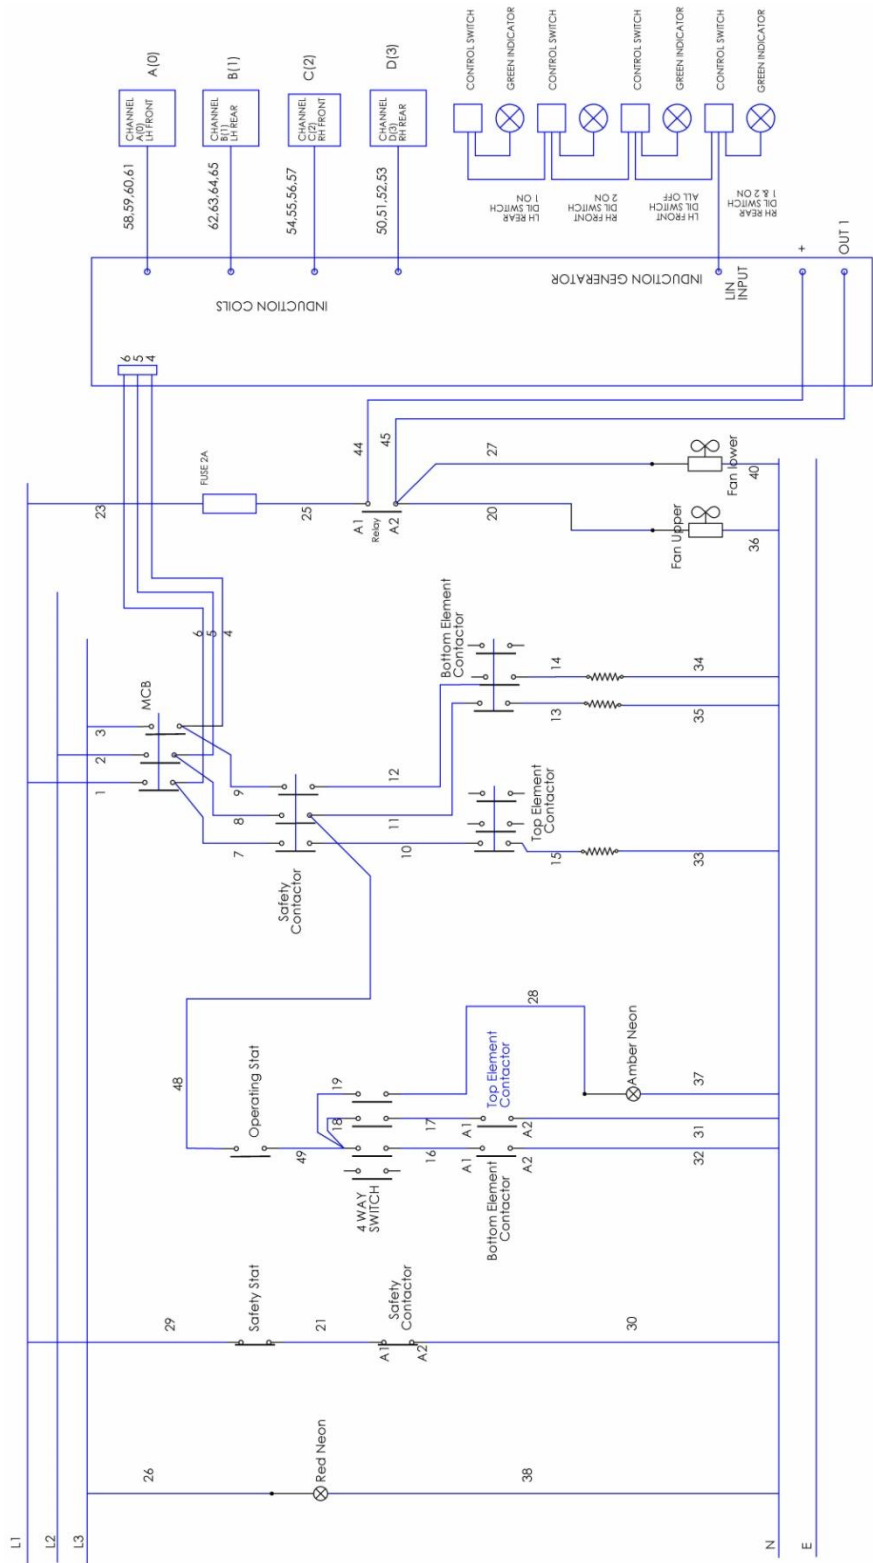 L1
L2
L3
N
E
26
Red Neon
38
29
Safety Stat
21
A1
A2
Safety
Contactor
30
48
Operating Stat
49
18
19
4 WAY
SWITCH
16
17
A1
A2
Bottom Element
Contactor
A1
A2
Top Element
Contactor
28
Amber Neon
32
31
37
1
2
3
MCB
6
5
4
7
8
9
Safety
Contactor
10
11
12
Top Element
Contactor
15
33
Bottom Element
Contactor
13
14
35
34
23
FUSE 2A
25
A1
Relay
A2
44
45
20
27
Fan Upper
36
Fan lower
40
6
5
4
INDUCTION COILS
INDUCTION GENERATOR
LIN
INPUT
+
OUT 1
58,59,60,61
CHANNEL
A(0)
LH FRONT
A(0)
62,63,64,65
CHANNEL
B(1)
LH REAR
B(1)
54,55,56,57
CHANNEL
C(2)
RH FRONT
C(2)
50,51,52,53
CHANNEL
D(3)
RH REAR
D(3)
CONTROL SWITCH
GREEN INDICATOR
LH REAR
DIL SWITCH
1 ON
CONTROL SWITCH
GREEN INDICATOR
RH FRONT
DIL SWITCH
2 ON
CONTROL SWITCH
GREEN INDICATOR
LH FRONT
DIL SWITCH
ALL OFF
CONTROL SWITCH
GREEN INDICATOR
RH REAR
DIL SWITCH
1 & 2 ON